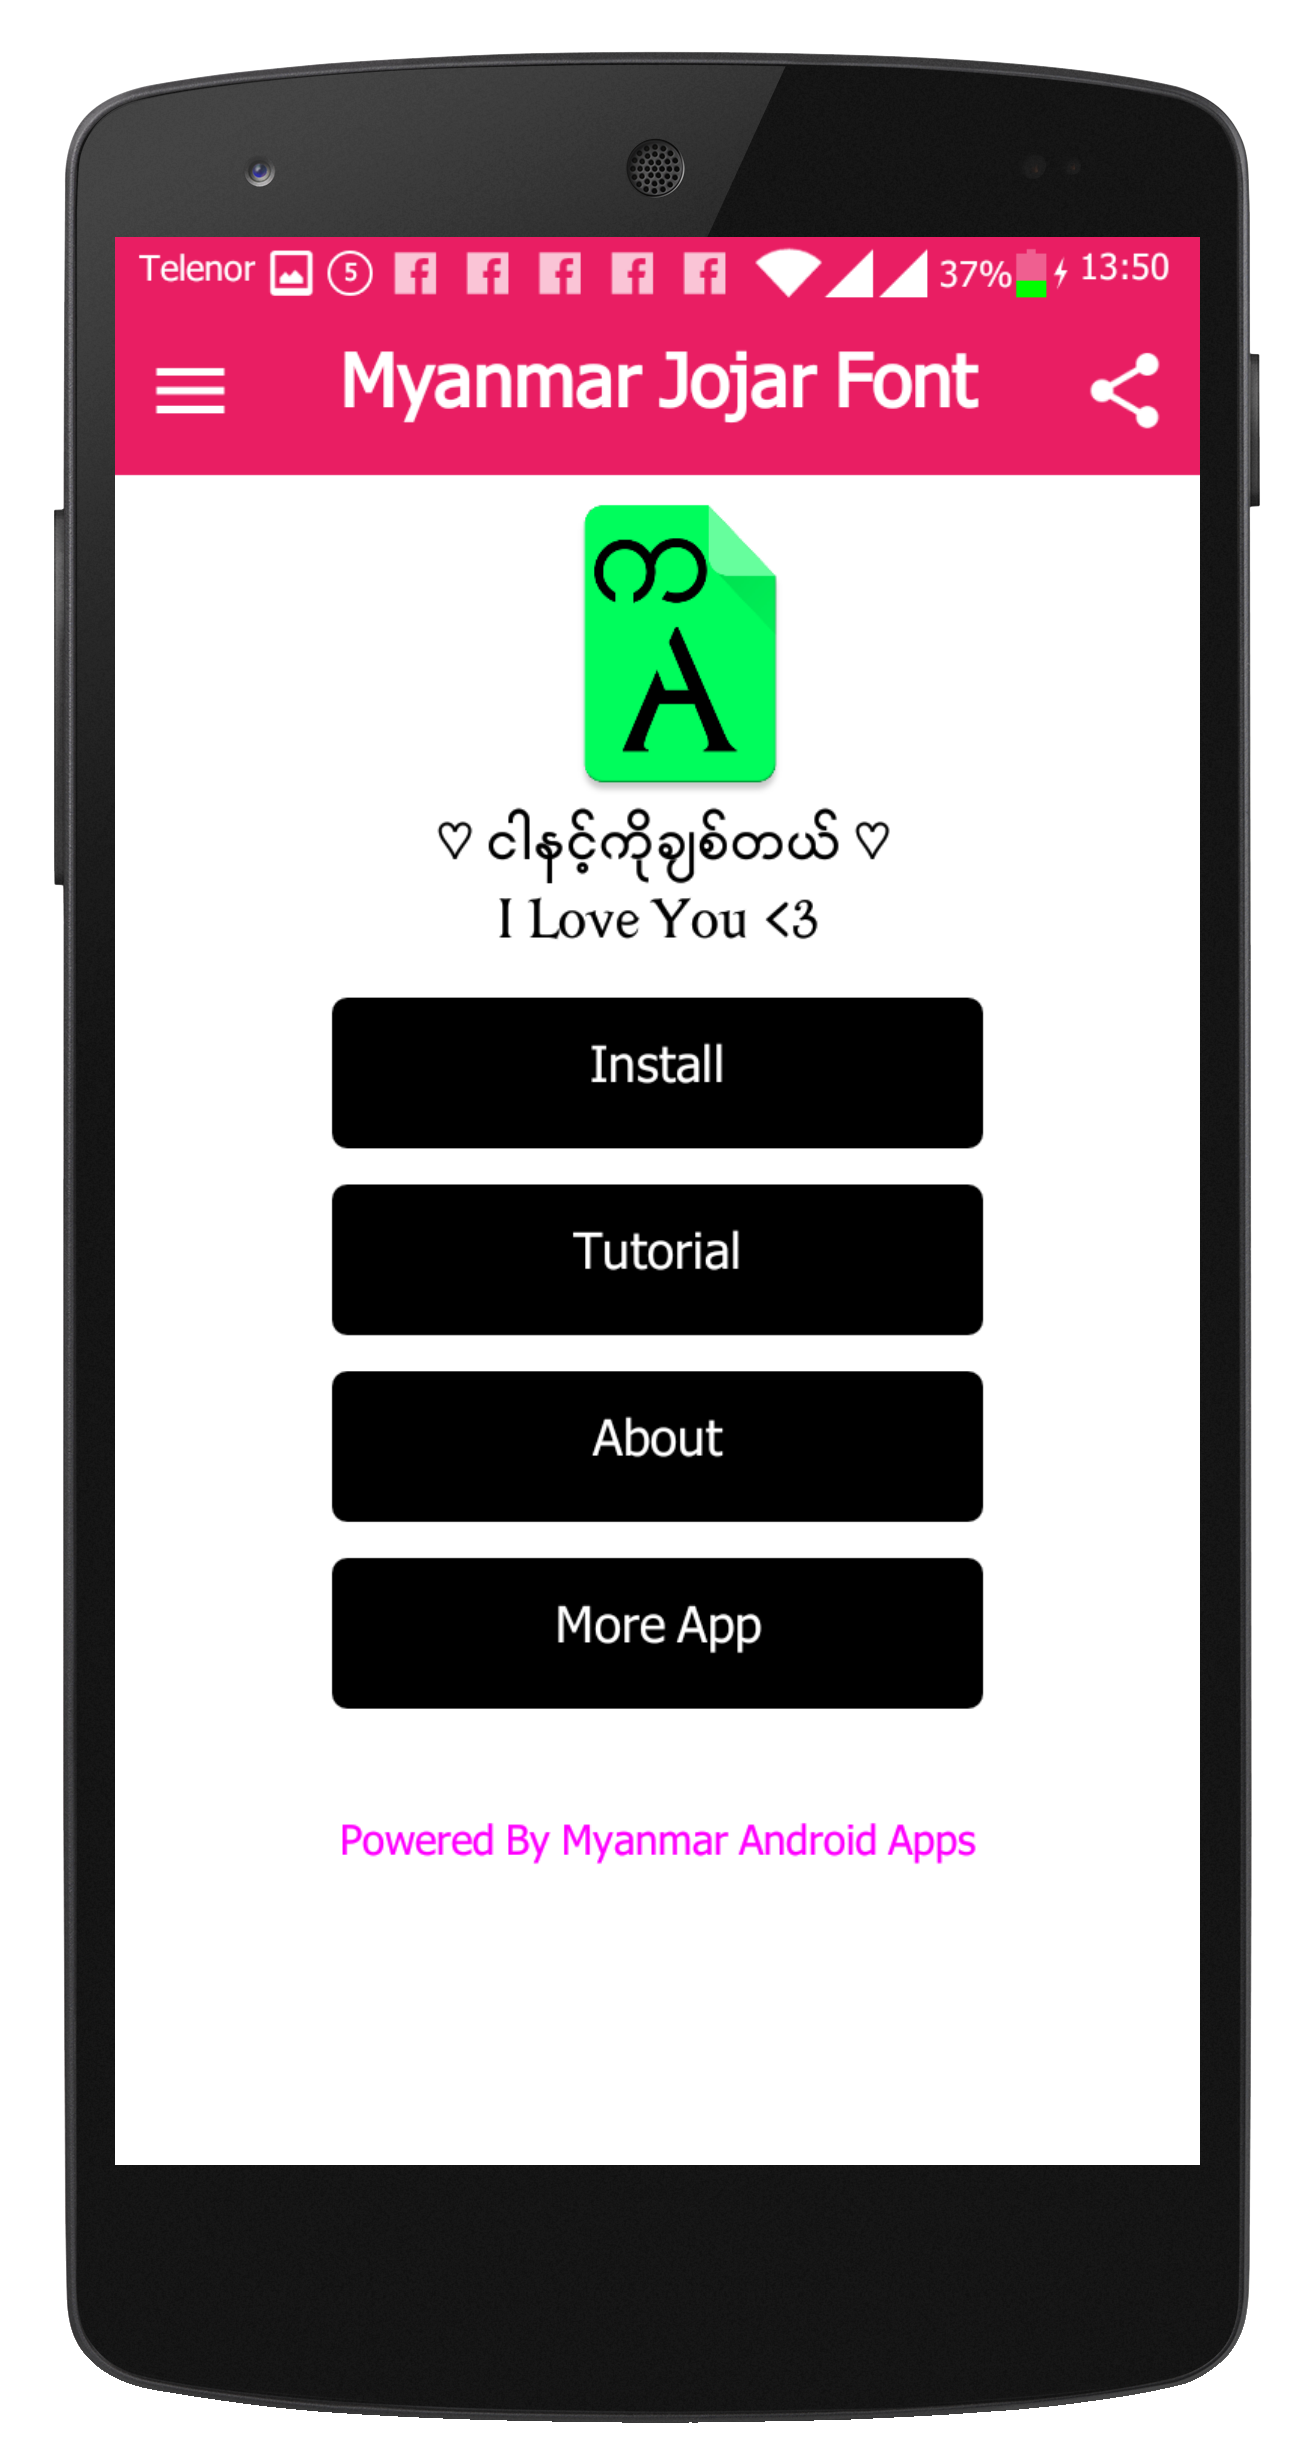 Telenor 5 37% 13:50
Myanmar Jojar Font
က
A
♡ ငါနင့်ကိုချစ်တယ် ♡
I Love You <3
Install
Tutorial
About
More App
Powered By Myanmar Android Apps